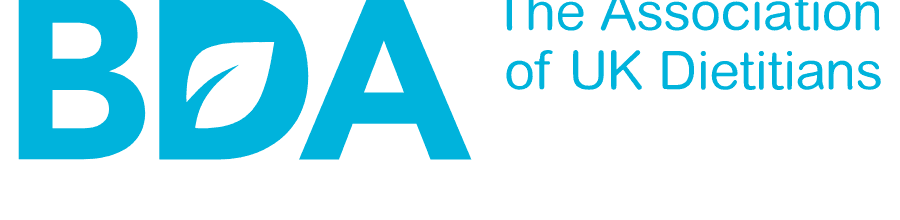 BDA
The Association
of UK Dietitians